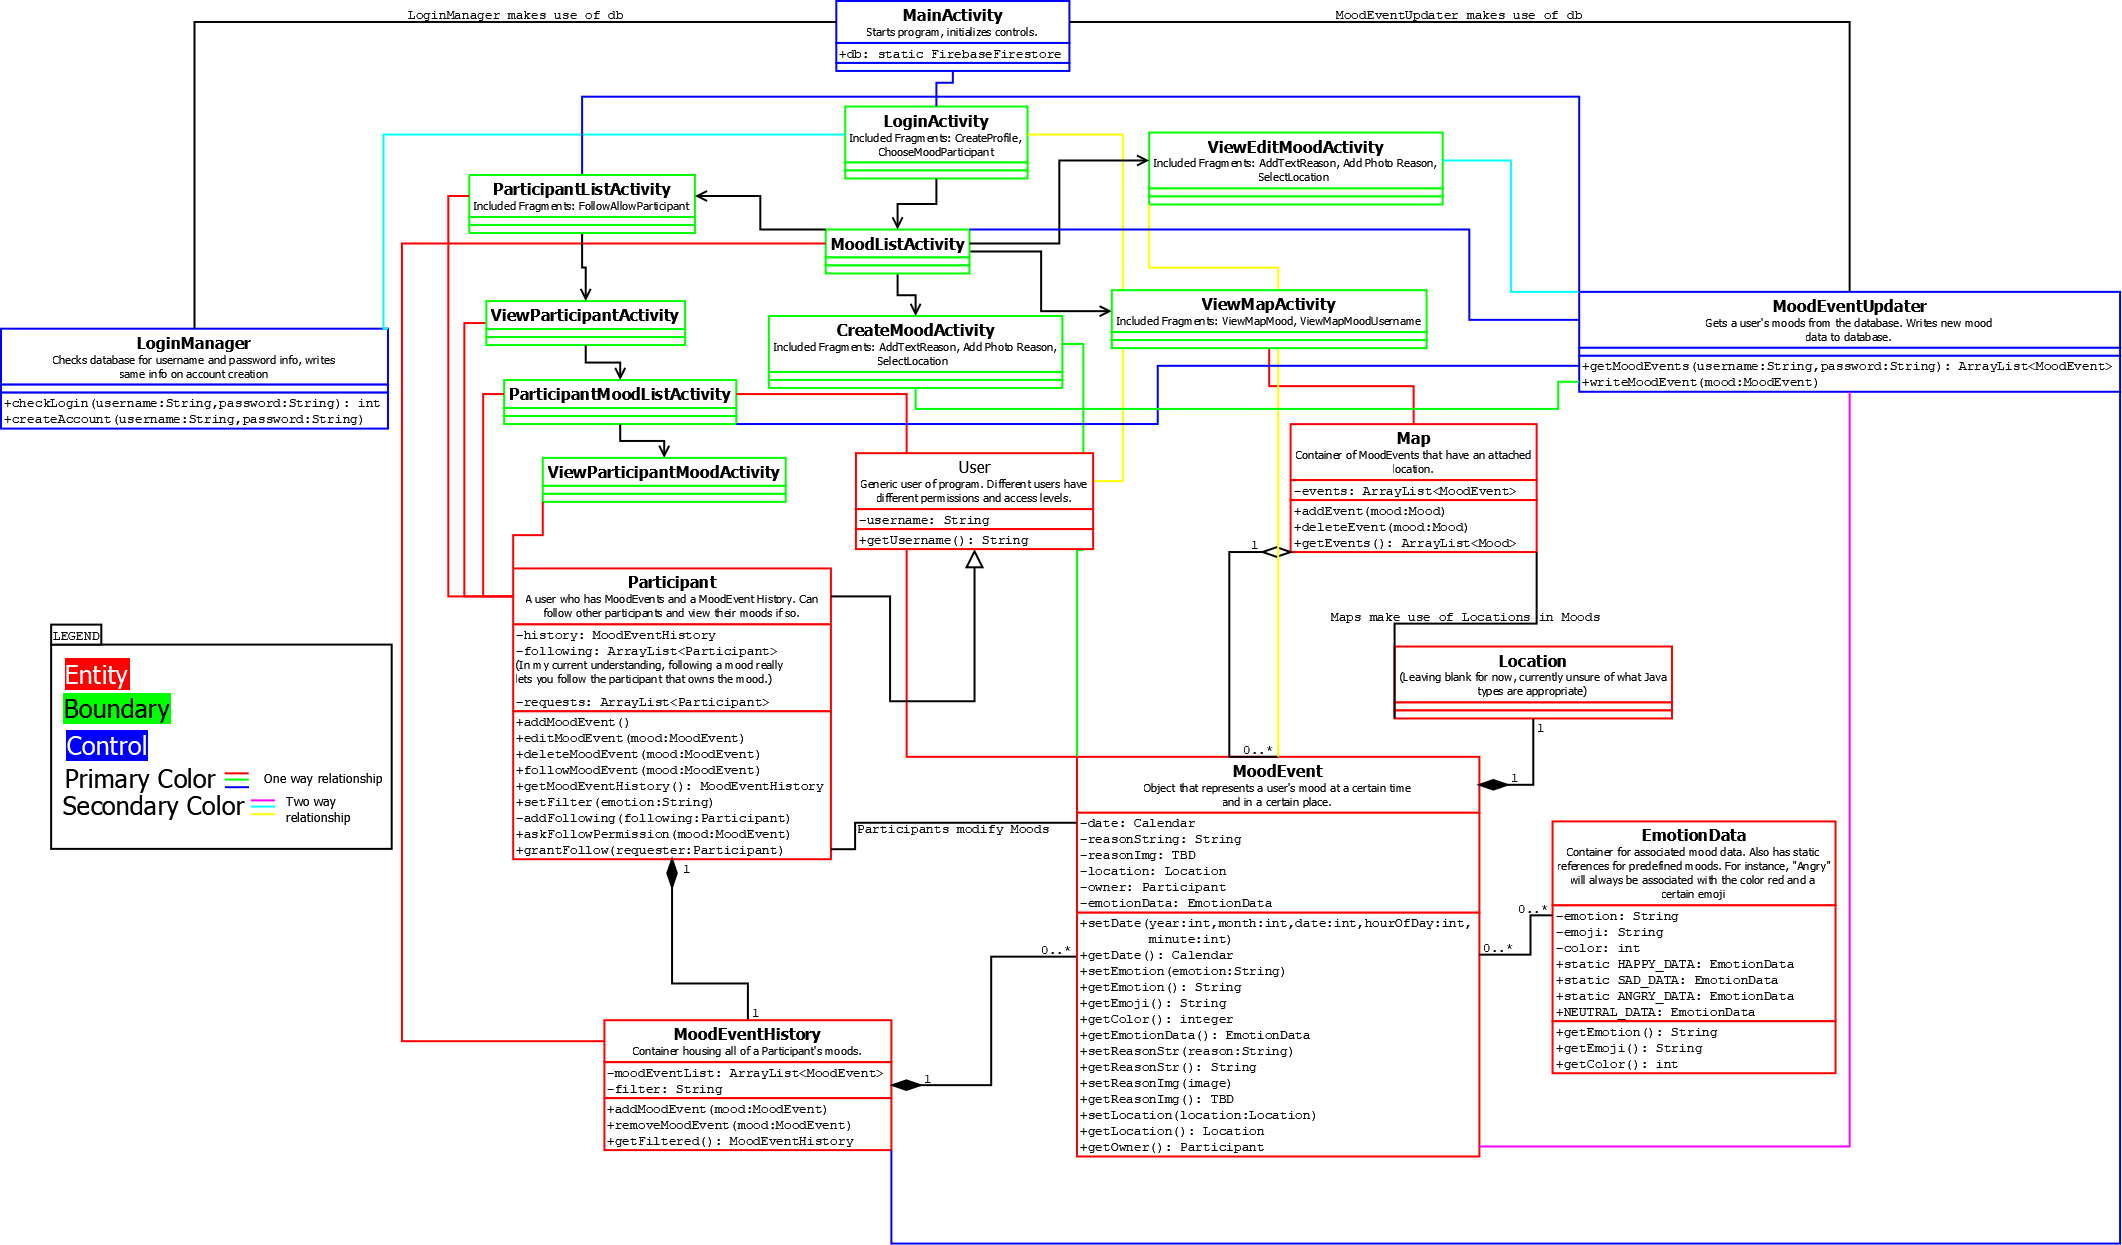 LoginManager makes use of db
MainActivity
Starts program, initializes controls.
+db: static FirebaseFirestore
MoodEventUpdater makes use of db
LoginActivity
Included Fragments: CreateProfile,
ChooseMoodParticipant
ViewEditMoodActivity
Included Fragments: AddTextReason, Add Photo Reason,
SelectLocation
ParticipantListActivity
Included Fragments: FollowAllowParticipant
MoodListActivity
ViewParticipantActivity
CreateMoodActivity
Included Fragments: AddTextReason, Add Photo Reason,
SelectLocation
ViewMapActivity
Included Fragments: ViewMapMood, ViewMapMoodUsername
MoodEventUpdater
Gets a user's moods from the database. Writes new mood
data to database.
+getMoodEvents(username:String,password:String): ArrayList<MoodEvent>
+writeMoodEvent(mood:MoodEvent)
LoginManager
Checks database for username and password info, writes
same info on account creation
+checkLogin(username:String,password:String): int
+createAccount(username:String,password:String)
ParticipantMoodListActivity
ViewParticipantMoodActivity
User
Generic user of program. Different users have
different permissions and access levels.
-username: String
+getUsername(): String
Map
Container of MoodEvents that have an attached
location.
-events: ArrayList<MoodEvent>
+addEvent(mood:Mood)
+deleteEvent(mood:Mood)
+getEvents(): ArrayList<Mood>
1
0..*
Maps make use of Locations in Moods
Location
(Leaving blank for now, currently unsure of what Java
types are appropriate)
1
1
Participant
A user who has MoodEvents and a MoodEvent History. Can
follow other participants and view their moods if so.
-history: MoodEventHistory
-following: ArrayList<Participant>
(In my current understanding, following a mood really
lets you follow the participant that owns the mood.)
-requests: ArrayList<Participant>
+addMoodEvent()
+editMoodEvent(mood:MoodEvent)
+deleteMoodEvent(mood:MoodEvent)
+followMoodEvent(mood:MoodEvent)
+getMoodEventHistory(): MoodEventHistory
+setFilter(emotion:String)
-addFollowing(following:Participant)
+askFollowPermission(mood:MoodEvent)
+grantFollow(requester:Participant)
1
1
Participants modify Moods
LEGEND
Entity
Boundary
Control
Primary Color
One way relationship
Secondary Color
Two way
relationship
MoodEvent
Object that represents a user's mood at a certain time
and in a certain place.
-date: Calendar
-reasonString: String
-reasonImg: TBD
-location: Location
-owner: Participant
-emotionData: EmotionData
+setDate(year:int,month:int,date:int,hourOfDay:int,
minute:int)
+getDate(): Calendar
+setEmotion(emotion:String)
+getEmotion(): String
+getEmoji(): String
+getColor(): integer
+getEmotionData(): EmotionData
+setReasonStr(reason:String)
+getReasonStr(): String
+setReasonImg(image)
+getReasonImg(): TBD
+setLocation(location:Location)
+getLocation(): Location
+getOwner(): Participant
0..*
0..*
EmotionData
Container for associated mood data. Also has static
references for predefined moods. For instance, "Angry"
will always be associated with the color red and a
certain emoji
-emotion: String
-emoji: String
-color: int
+static HAPPY_DATA: EmotionData
+static SAD_DATA: EmotionData
+static ANGRY_DATA: EmotionData
+NEUTRAL_DATA: EmotionData
+getEmotion(): String
+getEmoji(): String
+getColor(): int
MoodEventHistory
Container housing all of a Participant's moods.
-moodEventList: ArrayList<MoodEvent>
-filter: String
+addMoodEvent(mood:MoodEvent)
+removeMoodEvent(mood:MoodEvent)
+getFiltered(): MoodEventHistory
1
0..*